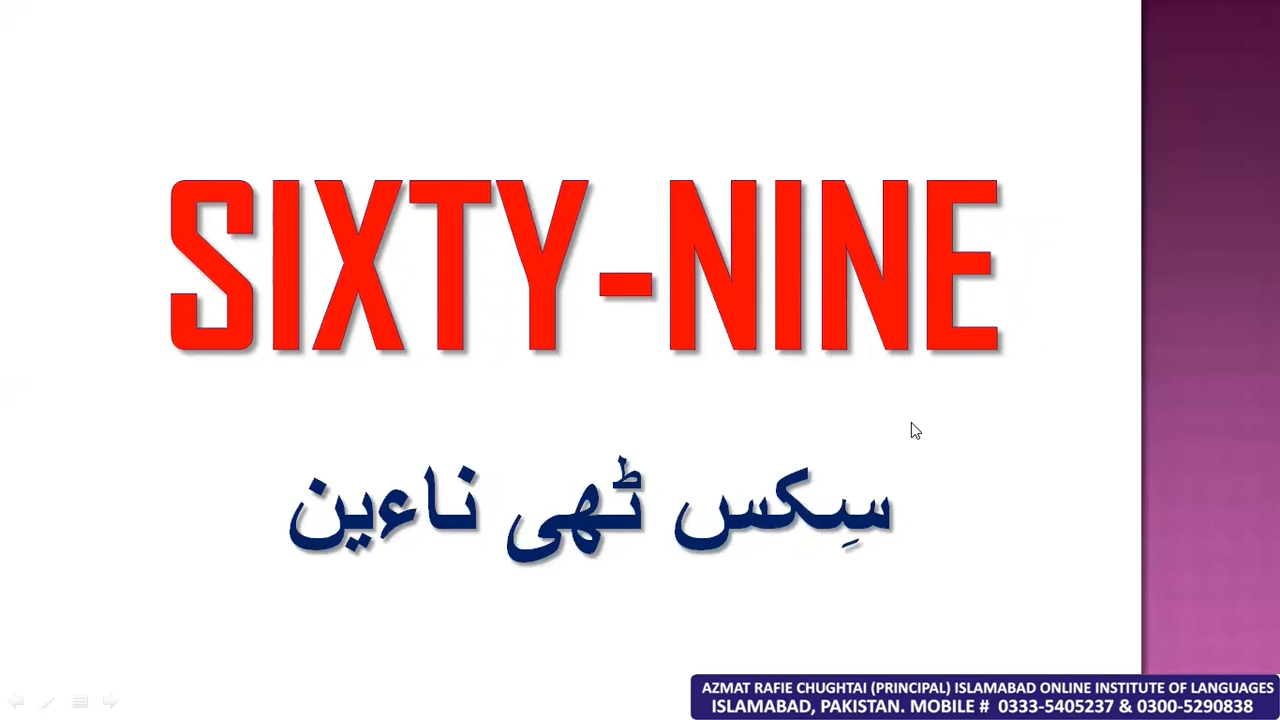 SIXTY-NINE
سِکس ٹھی ناءین
AZMAT RAFIE CHUGHTAI (PRINCIPAL) ISLAMABAD ONLINE INSTITUTE OF LANGUAGES
ISLAMABAD, PAKISTAN. MOBILE # 0333-5405237 & 0300-5290838